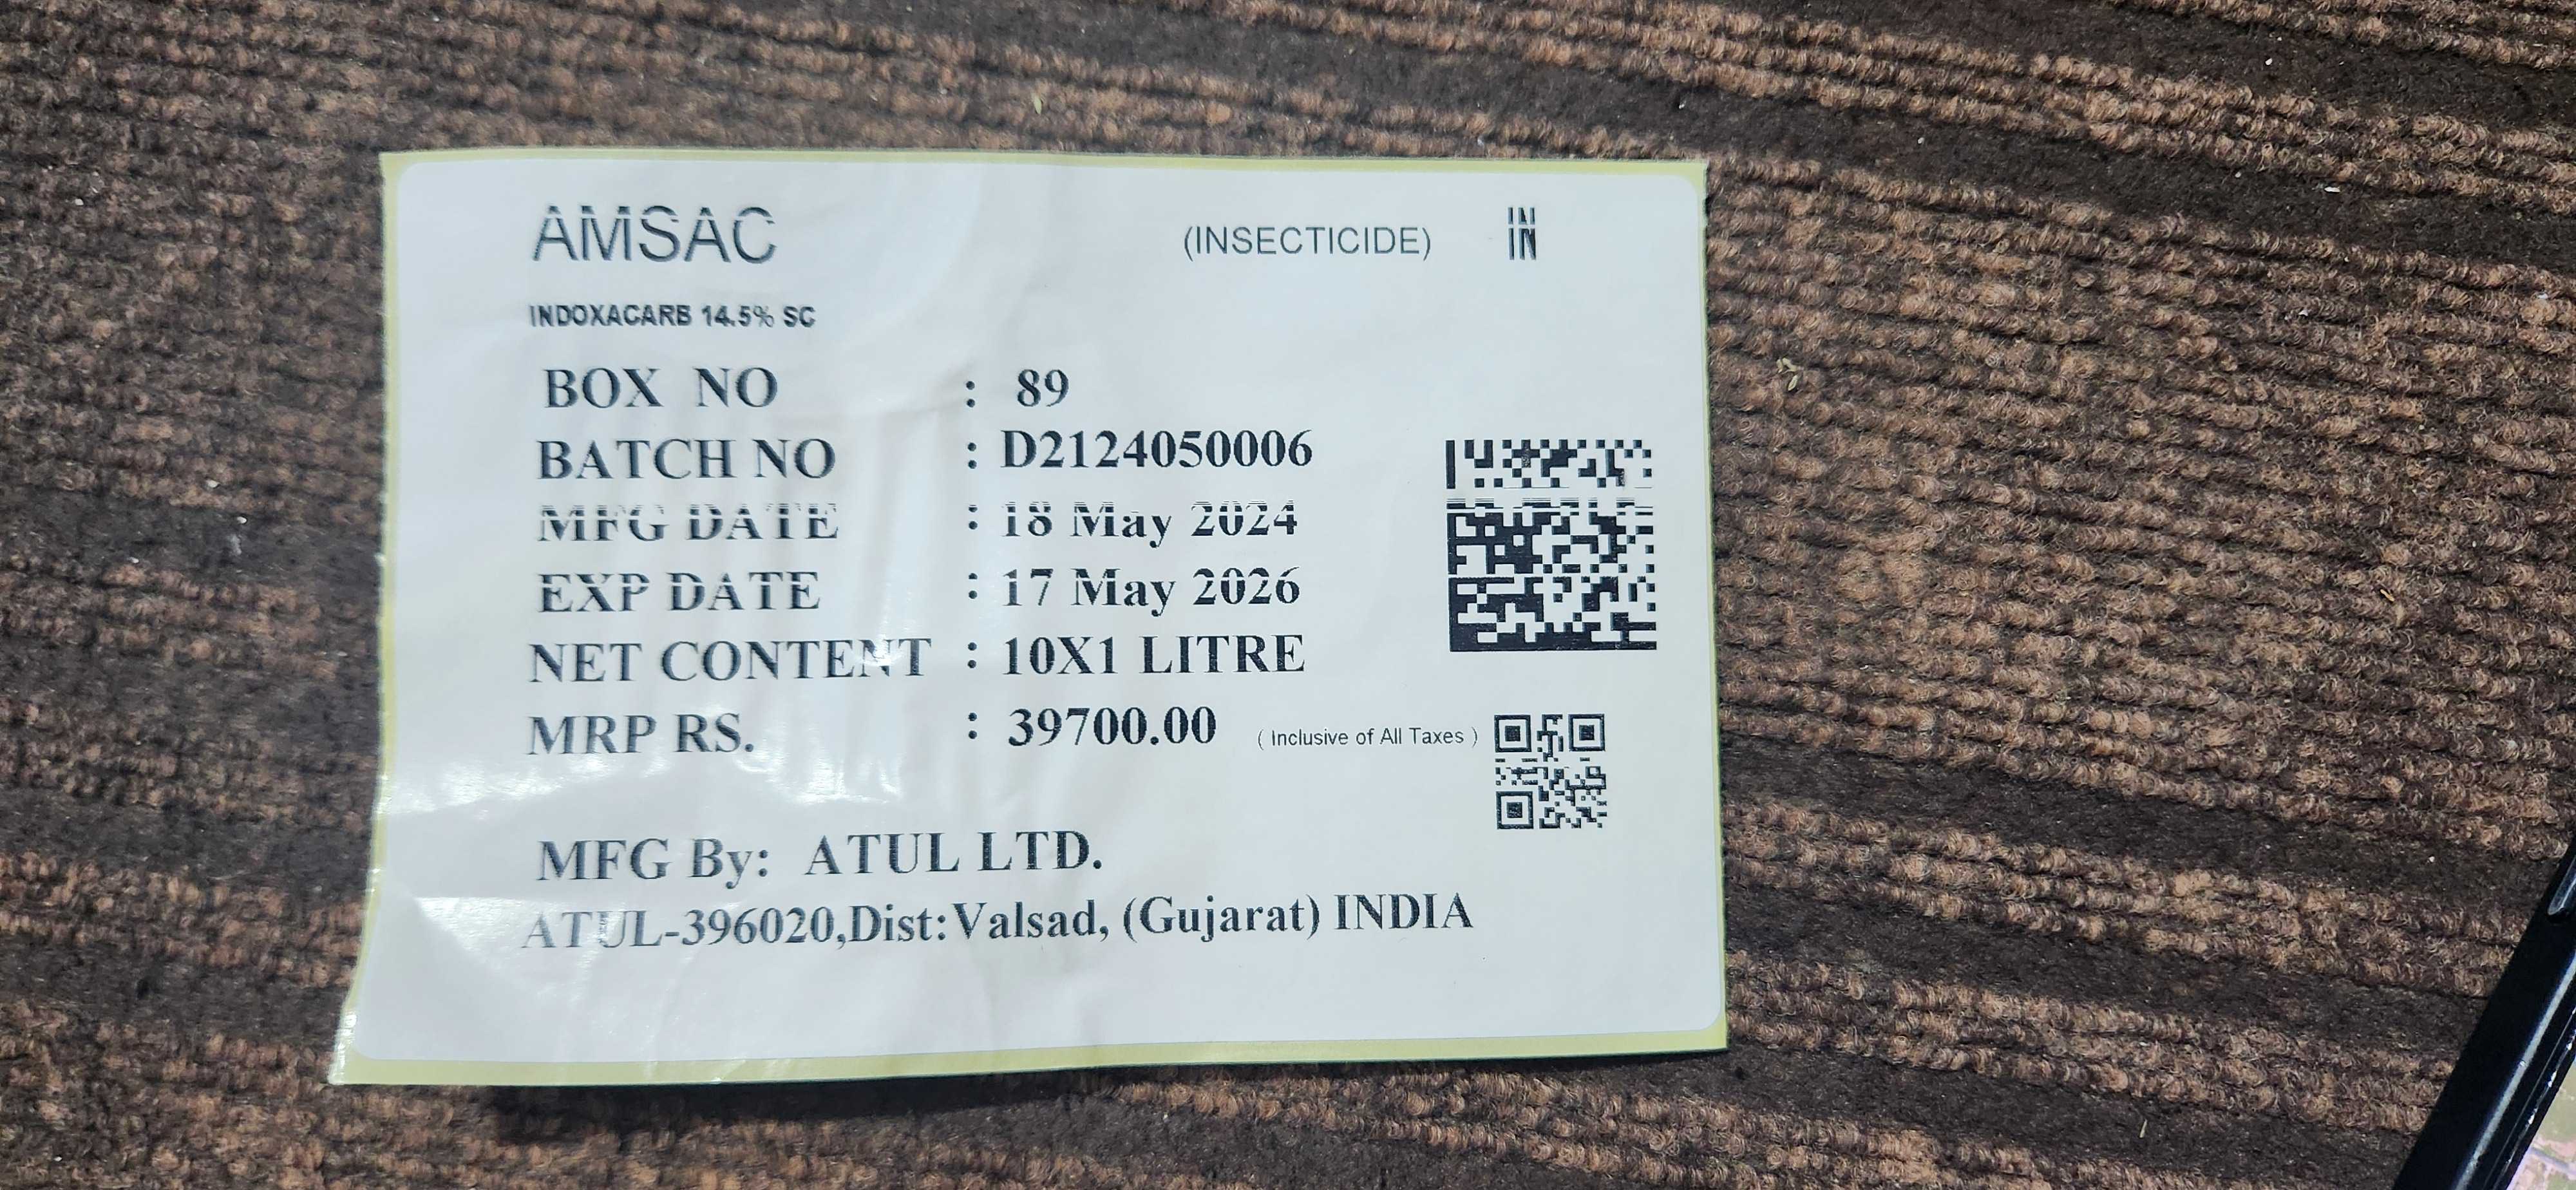 AMSAC (INSECTICIDE) IN
INDOXACARB 14.5% SC
BOX NO : 89
BATCH NO : D2124050006
MFG DATE : 18 May 2024
EXP DATE : 17 May 2026
NET CONTENT : 10X1 LITRE
MRP RS. : 39700.00 ( Inclusive of All Taxes )
MFG By: ATUL LTD.
ATUL-396020,Dist:Valsad, (Gujarat) INDIA